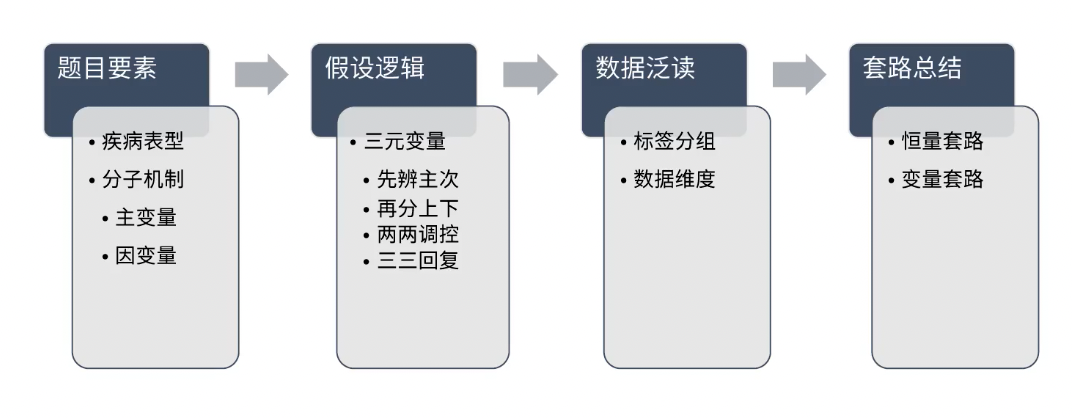 题目要素
• 疾病表型
• 分子机制
• 主变量
• 因变量
假设逻辑
• 三元变量
• 先辨主次
• 再分上下
• 两两调控
• 三三回复
数据泛读
• 标签分组
• 数据维度
套路总结
• 恒量套路
• 变量套路